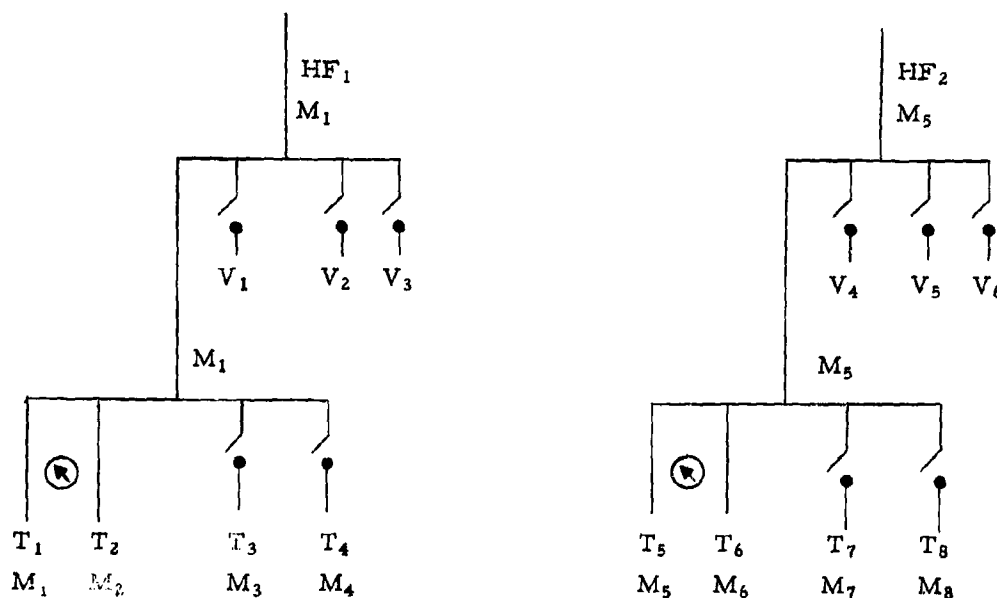 HF₁
M₁
V₁ V₂ V₃
M₁
T₁ T₂ T₃ T₄
M₁ M₂ M₃ M₄
HF₂
M₅
V₄ V₅ V₆
M₅
T₅ T₆ T₇ T₈
M₅ M₆ M₇ M₈